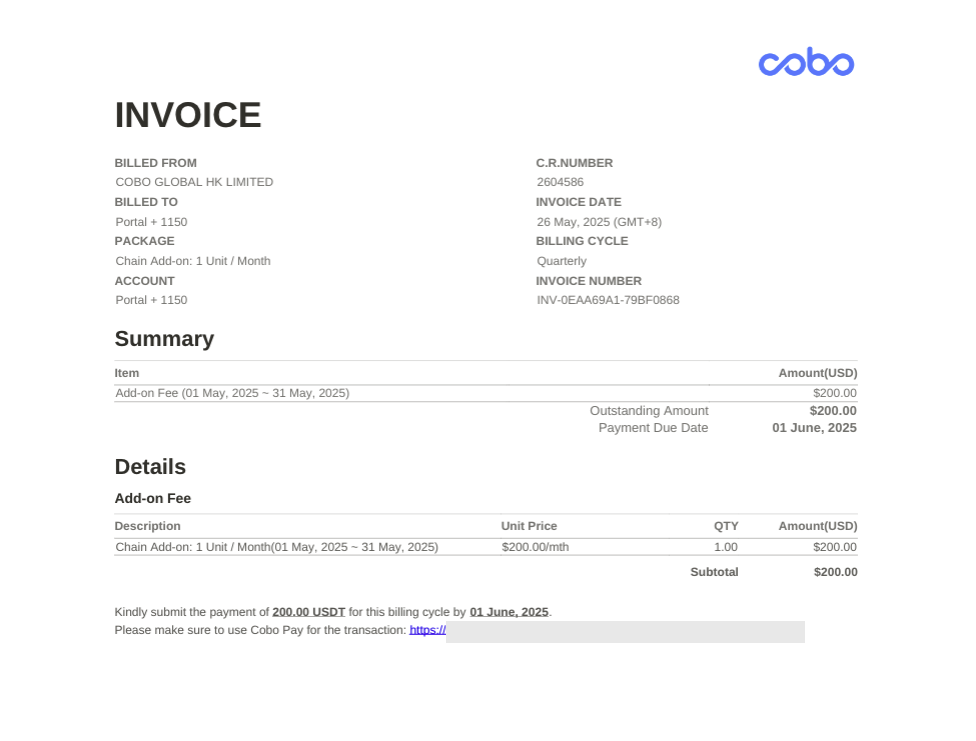 cobo
INVOICE
BILLED FROM
COBO GLOBAL HK LIMITED
BILLED TO
Portal + 1150
PACKAGE
Chain Add-on: 1 Unit / Month
ACCOUNT
Portal + 1150
C.R.NUMBER
2604586
INVOICE DATE
26 May, 2025 (GMT+8)
BILLING CYCLE
Quarterly
INVOICE NUMBER
INV-0EAA69A1-79BF0868
Summary
Item Amount(USD)
Add-on Fee (01 May, 2025 ~ 31 May, 2025) $200.00
Outstanding Amount $200.00
Payment Due Date 01 June, 2025
Details
Add-on Fee
Description Unit Price QTY Amount(USD)
Chain Add-on: 1 Unit / Month(01 May, 2025 ~ 31 May, 2025) $200.00/mth 1.00 $200.00
Subtotal $200.00
Kindly submit the payment of 200.00 USDT for this billing cycle by 01 June, 2025.
Please make sure to use Cobo Pay for the transaction: https://